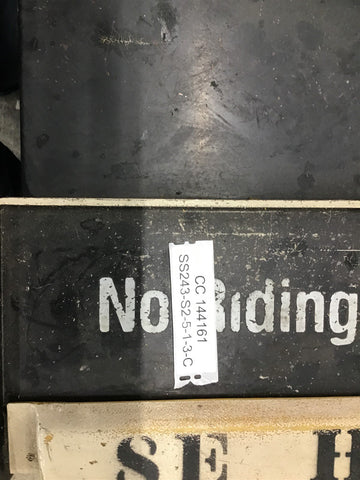 No Riding
CC 144161
SS243-S2-5-1-3-C
SE H